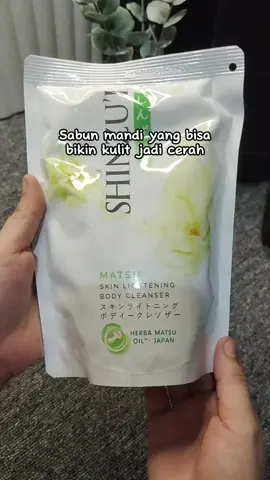 Sabun mandi yang bisa
bikin kulit jadi cerah
SHINZU'I
MATSU
SKIN LIGHTENING
BODY CLEANSER
スキンライトニング
ボディークレンザー
HERBA MATSU
OIL™· JAPAN